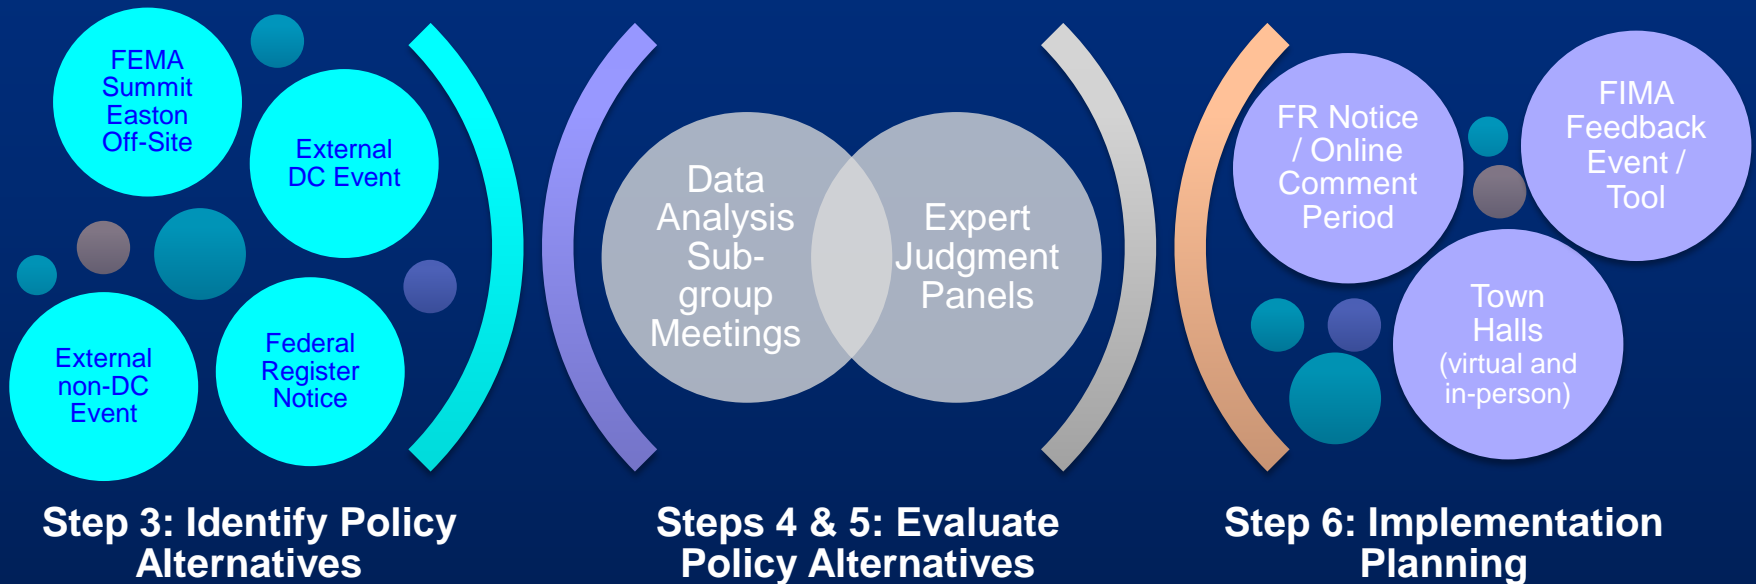 FEMA
Summit
Easton
Off-Site
External
DC Event
External
non-DC
Event
Federal
Register
Notice
Step 3: Identify Policy
Alternatives
Data
Analysis
Sub-
group
Meetings
Expert
Judgment
Panels
Steps 4 & 5: Evaluate
Policy Alternatives
FR Notice
/ Online
Comment
Period
FIMA
Feedback
Event /
Tool
Town
Halls
(virtual and
in-person)
Step 6: Implementation
Planning